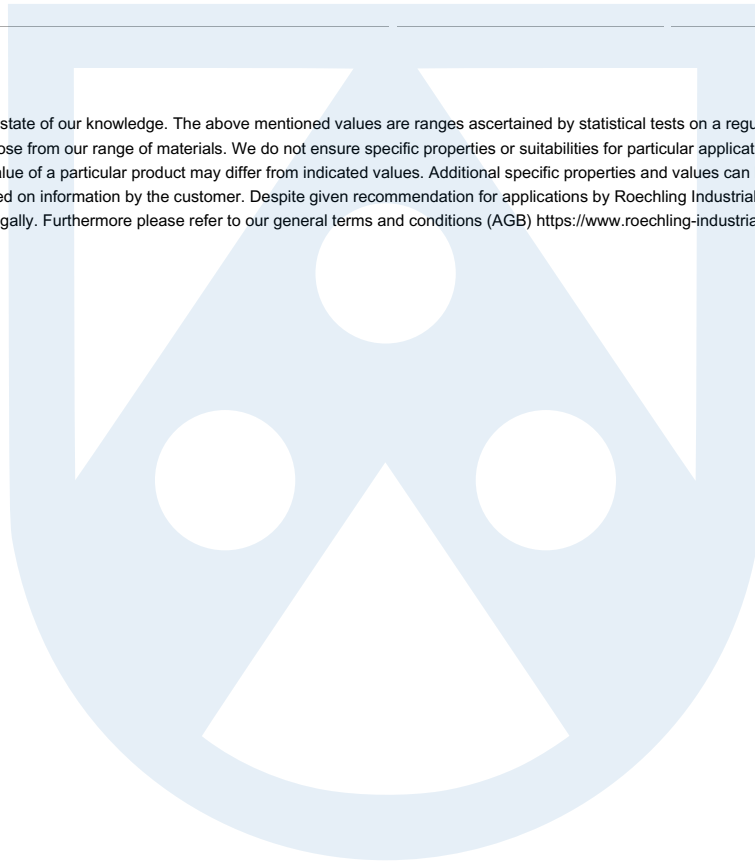 state of our knowledge. The above mentioned values are ranges ascertained by statistical tests on a regu
ose from our range of materials. We do not ensure specific properties or suitabilities for particular applicat
lue of a particular product may differ from indicated values. Additional specific properties and values can
ed on information by the customer. Despite given recommendation for applications by Roechling Industrial
gally. Furthermore please refer to our general terms and conditions (AGB) https://www.roechling-industria